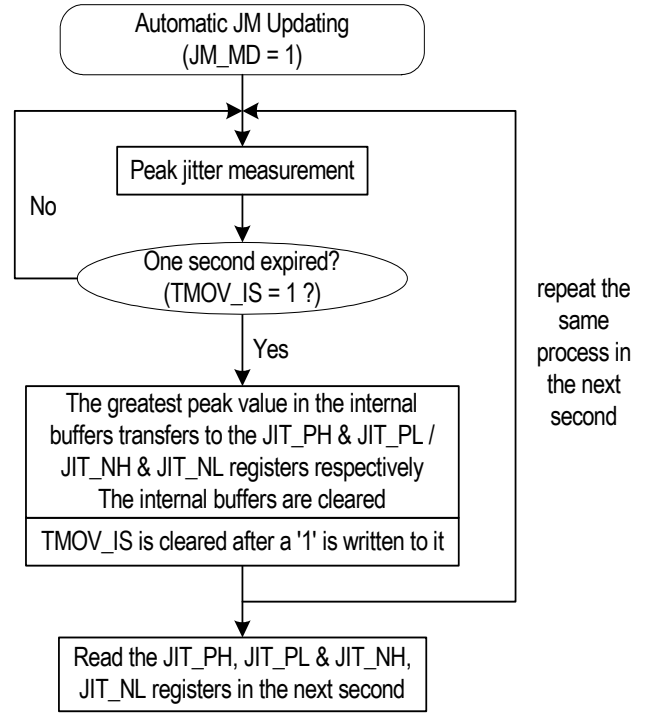 Automatic JM Updating
(JM_MD = 1)
Peak jitter measurement
No
One second expired?
(TMOV_IS = 1 ?)
Yes
repeat the
same
process in
the next
second
The greatest peak value in the internal
buffers transfers to the JIT_PH & JIT_PL /
JIT_NH & JIT_NL registers respectively
The internal buffers are cleared
TMOV_IS is cleared after a '1' is written to it
Read the JIT_PH, JIT_PL & JIT_NH,
JIT_NL registers in the next second